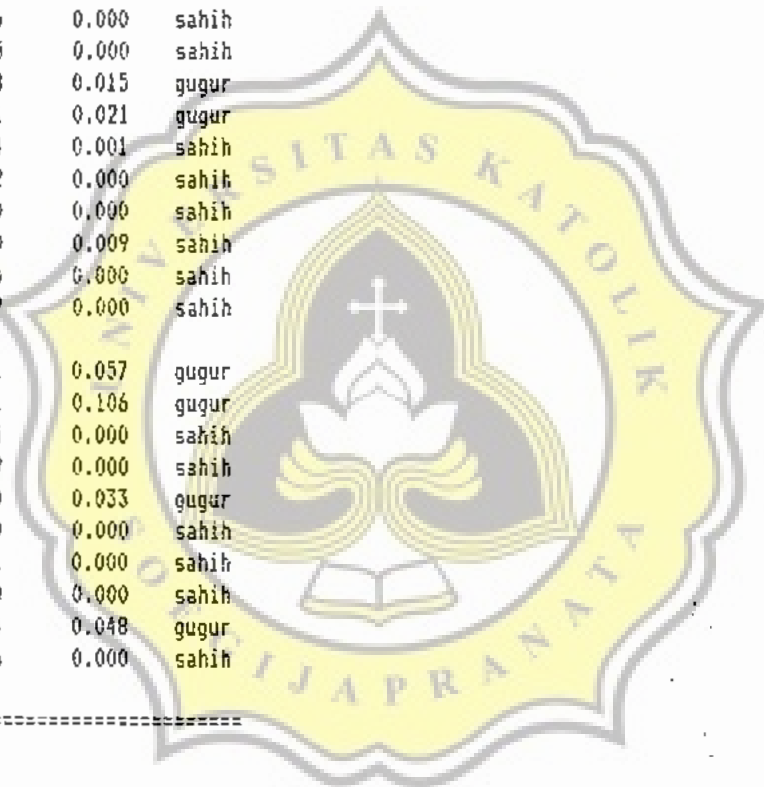 0.000 sahih
0.000 sahih
0.015 gugur
0.021 gugur
0.001 sahih
0.000 sahih
0.000 sahih
0.009 sahih
0.000 sahih
0.000 sahih
0.057 gugur
0.106 gugur
0.000 sahih
0.000 sahih
0.033 gugur
0.000 sahih
0.000 sahih
0.000 sahih
0.048 gugur
0.000 sahih
========================
UNIVERSITAS KATOLIK
SOEGIJAPRANATA